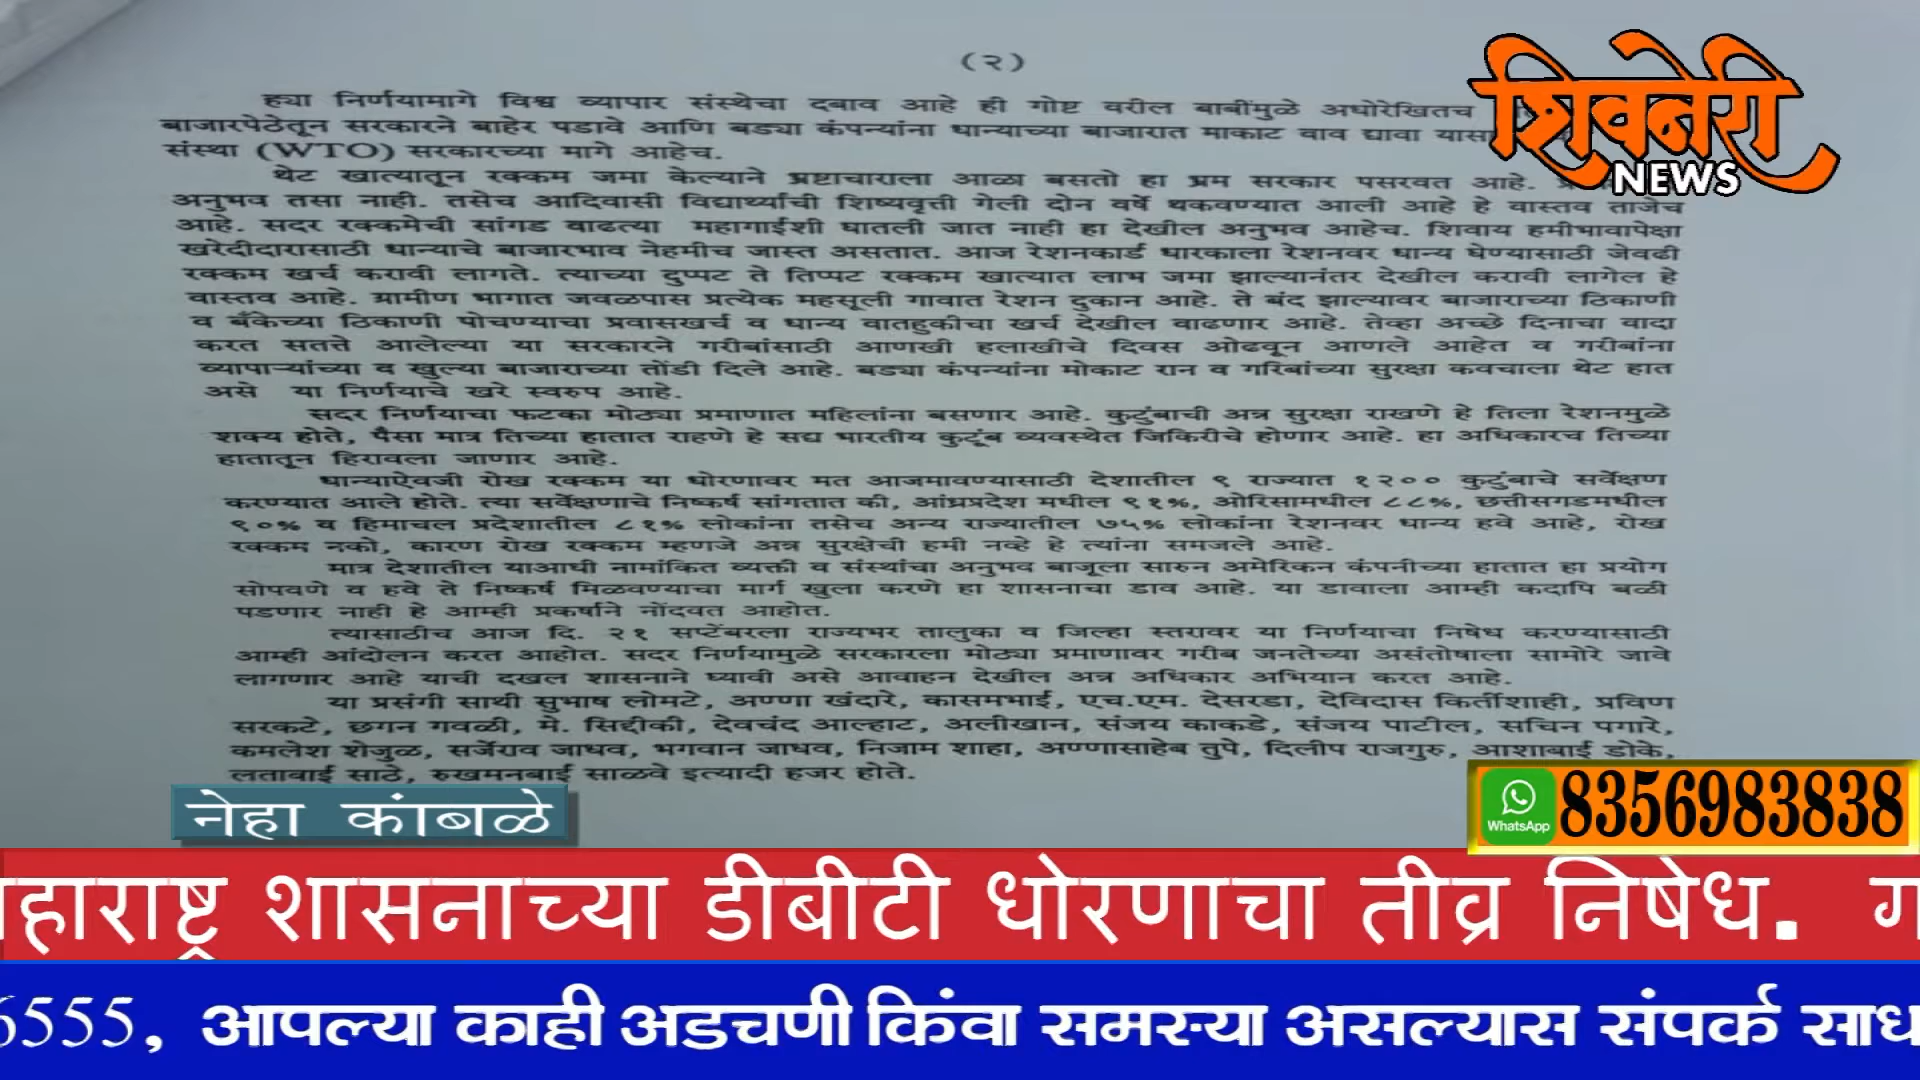 (२)
ह्या निर्णयामागे विश्व व्यापार संस्थेचा दबाव आहे ही गोष्ट वरील बाबींमुळे अधोरेखितच
बाजारपेठेतून सरकारने बाहेर पडावे आणि बड्या कंपन्यांना धान्याच्या बाजारात माकाट वाव द्यावा
संस्था (WTO) सरकारच्या मागे आहेच.
थेट खात्यातून रक्कम जमा केल्याने भ्रष्टाचाराला आळा बसतो हा भ्रम सरकार पसरवत आहे.
अनुभव तसा नाही. तसेच आदिवासी विद्यार्थ्यांची शिष्यवृत्ती गेली दोन वर्षे थकवण्यात आली आहे हे वास्तव ताजेच
आहे. सदर रक्कमेची सांगड वाढत्या महागाईशी घातली जात नाही हा देखील अनुभव आहेच. शिवाय हमीभावापेक्षा
खरेदीदारासाठी धान्याचे बाजारभाव नेहमीच जास्त असतात. आज रेशनकार्ड धारकाला रेशनवर धान्य घेण्यासाठी जेवढी
रक्कम खर्च करावी लागते. त्याच्या दुप्पट ते तिप्पट रक्कम खात्यात लाभ जमा झाल्यानंतर देखील करावी लागेल हे
वास्तव आहे. ग्रामीण भागात जवळपास प्रत्येक महसूली गावात रेशन दुकान आहे. ते बंद झाल्यावर बाजाराच्या ठिकाणी
व बँकेच्या ठिकाणी पोचण्याचा प्रवासखर्च व धान्य वातहुकीचा खर्च देखील वाढणार आहे. तेव्हा अच्छे दिनाचा वादा
करत सतत्ते आलेल्या या सरकारने गरीबांसाठी आणखी हलाखीचे दिवस ओढवून आणले आहेत व गरीबांना
व्यापाऱ्यांच्या व खुल्या बाजाराच्या तोंडी दिले आहे. बड्या कंपन्यांना मोकाट रान व गरिबांच्या सुरक्षा कवचाला थेट हात
असे या निर्णयाचे खरे स्वरुप आहे.
सदर निर्णयाचा फटका मोठ्या प्रमाणात महिलांना बसणार आहे. कुटुंबाची अन्न सुरक्षा राखणे हे तिला रेशनमुळे
शक्य होते, पैसा मात्र तिच्या हातात राहणे हे सद्य भारतीय कुटूंब व्यवस्थेत जिकिरीचे होणार आहे. हा अधिकारच तिच्या
हातातून हिरावला जाणार आहे.
धान्याऐवजी रोख रक्कम या धोरणावर मत आजमावण्यासाठी देशातील ९ राज्यात १२०० कुटुंबाचे सर्वेक्षण
करण्यात आले होते. त्या सर्वेक्षणाचे निष्कर्ष सांगतात की, आंध्रप्रदेश मधील ९१%, ओरिसामधील ८८%, छत्तीसगडमधील
९०% व हिमाचल प्रदेशातील ८१% लोकांना तसेच अन्य राज्यातील ७५% लोकांना रेशनवर धान्य हवे आहे, रोख
रक्कम नको, कारण रोख रक्कम म्हणजे अन्न सुरक्षेची हमी नव्हे हे त्यांना समजले आहे.
मात्र देशातील याआधी नामांकित व्यक्ती व संस्थांचा अनुभव बाजूला सारुन अमेरिकन कंपनीच्या हातात हा प्रयोग
सोपवणे व हवे ते निष्कर्ष मिळवण्याचा मार्ग खुला करणे हा शासनाचा डाव आहे. या डावाला आम्ही कदापि बळी
पडणार नाही हे आम्ही प्रकर्षाने नोंदवत आहोत.
त्यासाठीच आज दि. २१ सप्टेंबरला राज्यभर तालुका व जिल्हा स्तरावर या निर्णयाचा निषेध करण्यासाठी
आम्ही आंदोलन करत आहोत. सदर निर्णयामुळे सरकारला मोठ्या प्रमाणावर गरीब जनतेच्या असंतोषाला सामोरे जावे
लागणार आहे याची दखल शासनाने घ्यावी असे आवाहन देखील अन्न अधिकार अभियान करत आहे.
या प्रसंगी साथी सुभाष लोमटे, अण्णा खंदारे, कासमभाई, एच.एम. देसरडा, देविदास किर्तीशाही, प्रविण
सरकटे, छगन गवळी, मे. सिद्दीकी, देवचंद आल्हाट, अलीखान, संजय काकडे, संजय पाटील, सचिन पगारे,
कमलेश शेजुळ, सर्जेराव जाधव, भगवान जाधव, निजाम शाहा, अण्णासाहेब तुपे, दिलीप राजगुरु, आशाबाई डोके,
लताबाई साठे, रुखमनबाई साळवे इत्यादी हजर होते.
शिवनेरी
NEWS
नेहा कांबळे
WhatsApp 8356983838
महाराष्ट्र शासनाच्या डीबीटी धोरणाचा तीव्र निषेध. ग
6555, आपल्या काही अडचणी किंवा समस्या असल्यास संपर्क साध